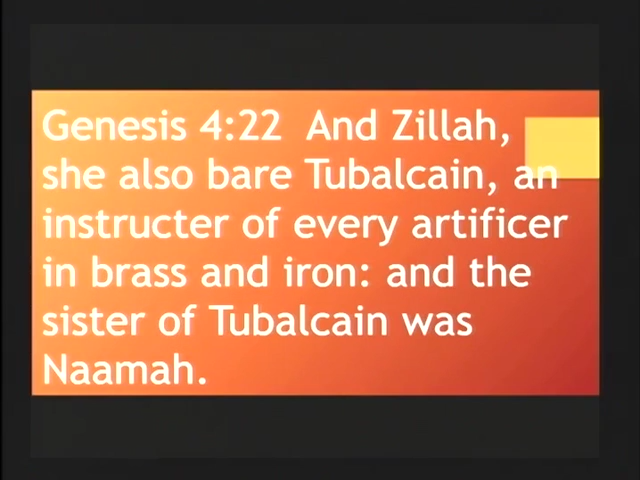 Genesis 4:22  And Zillah,
she also bare Tubalcain, an
instructer of every artificer
in brass and iron: and the
sister of Tubalcain was
Naamah.